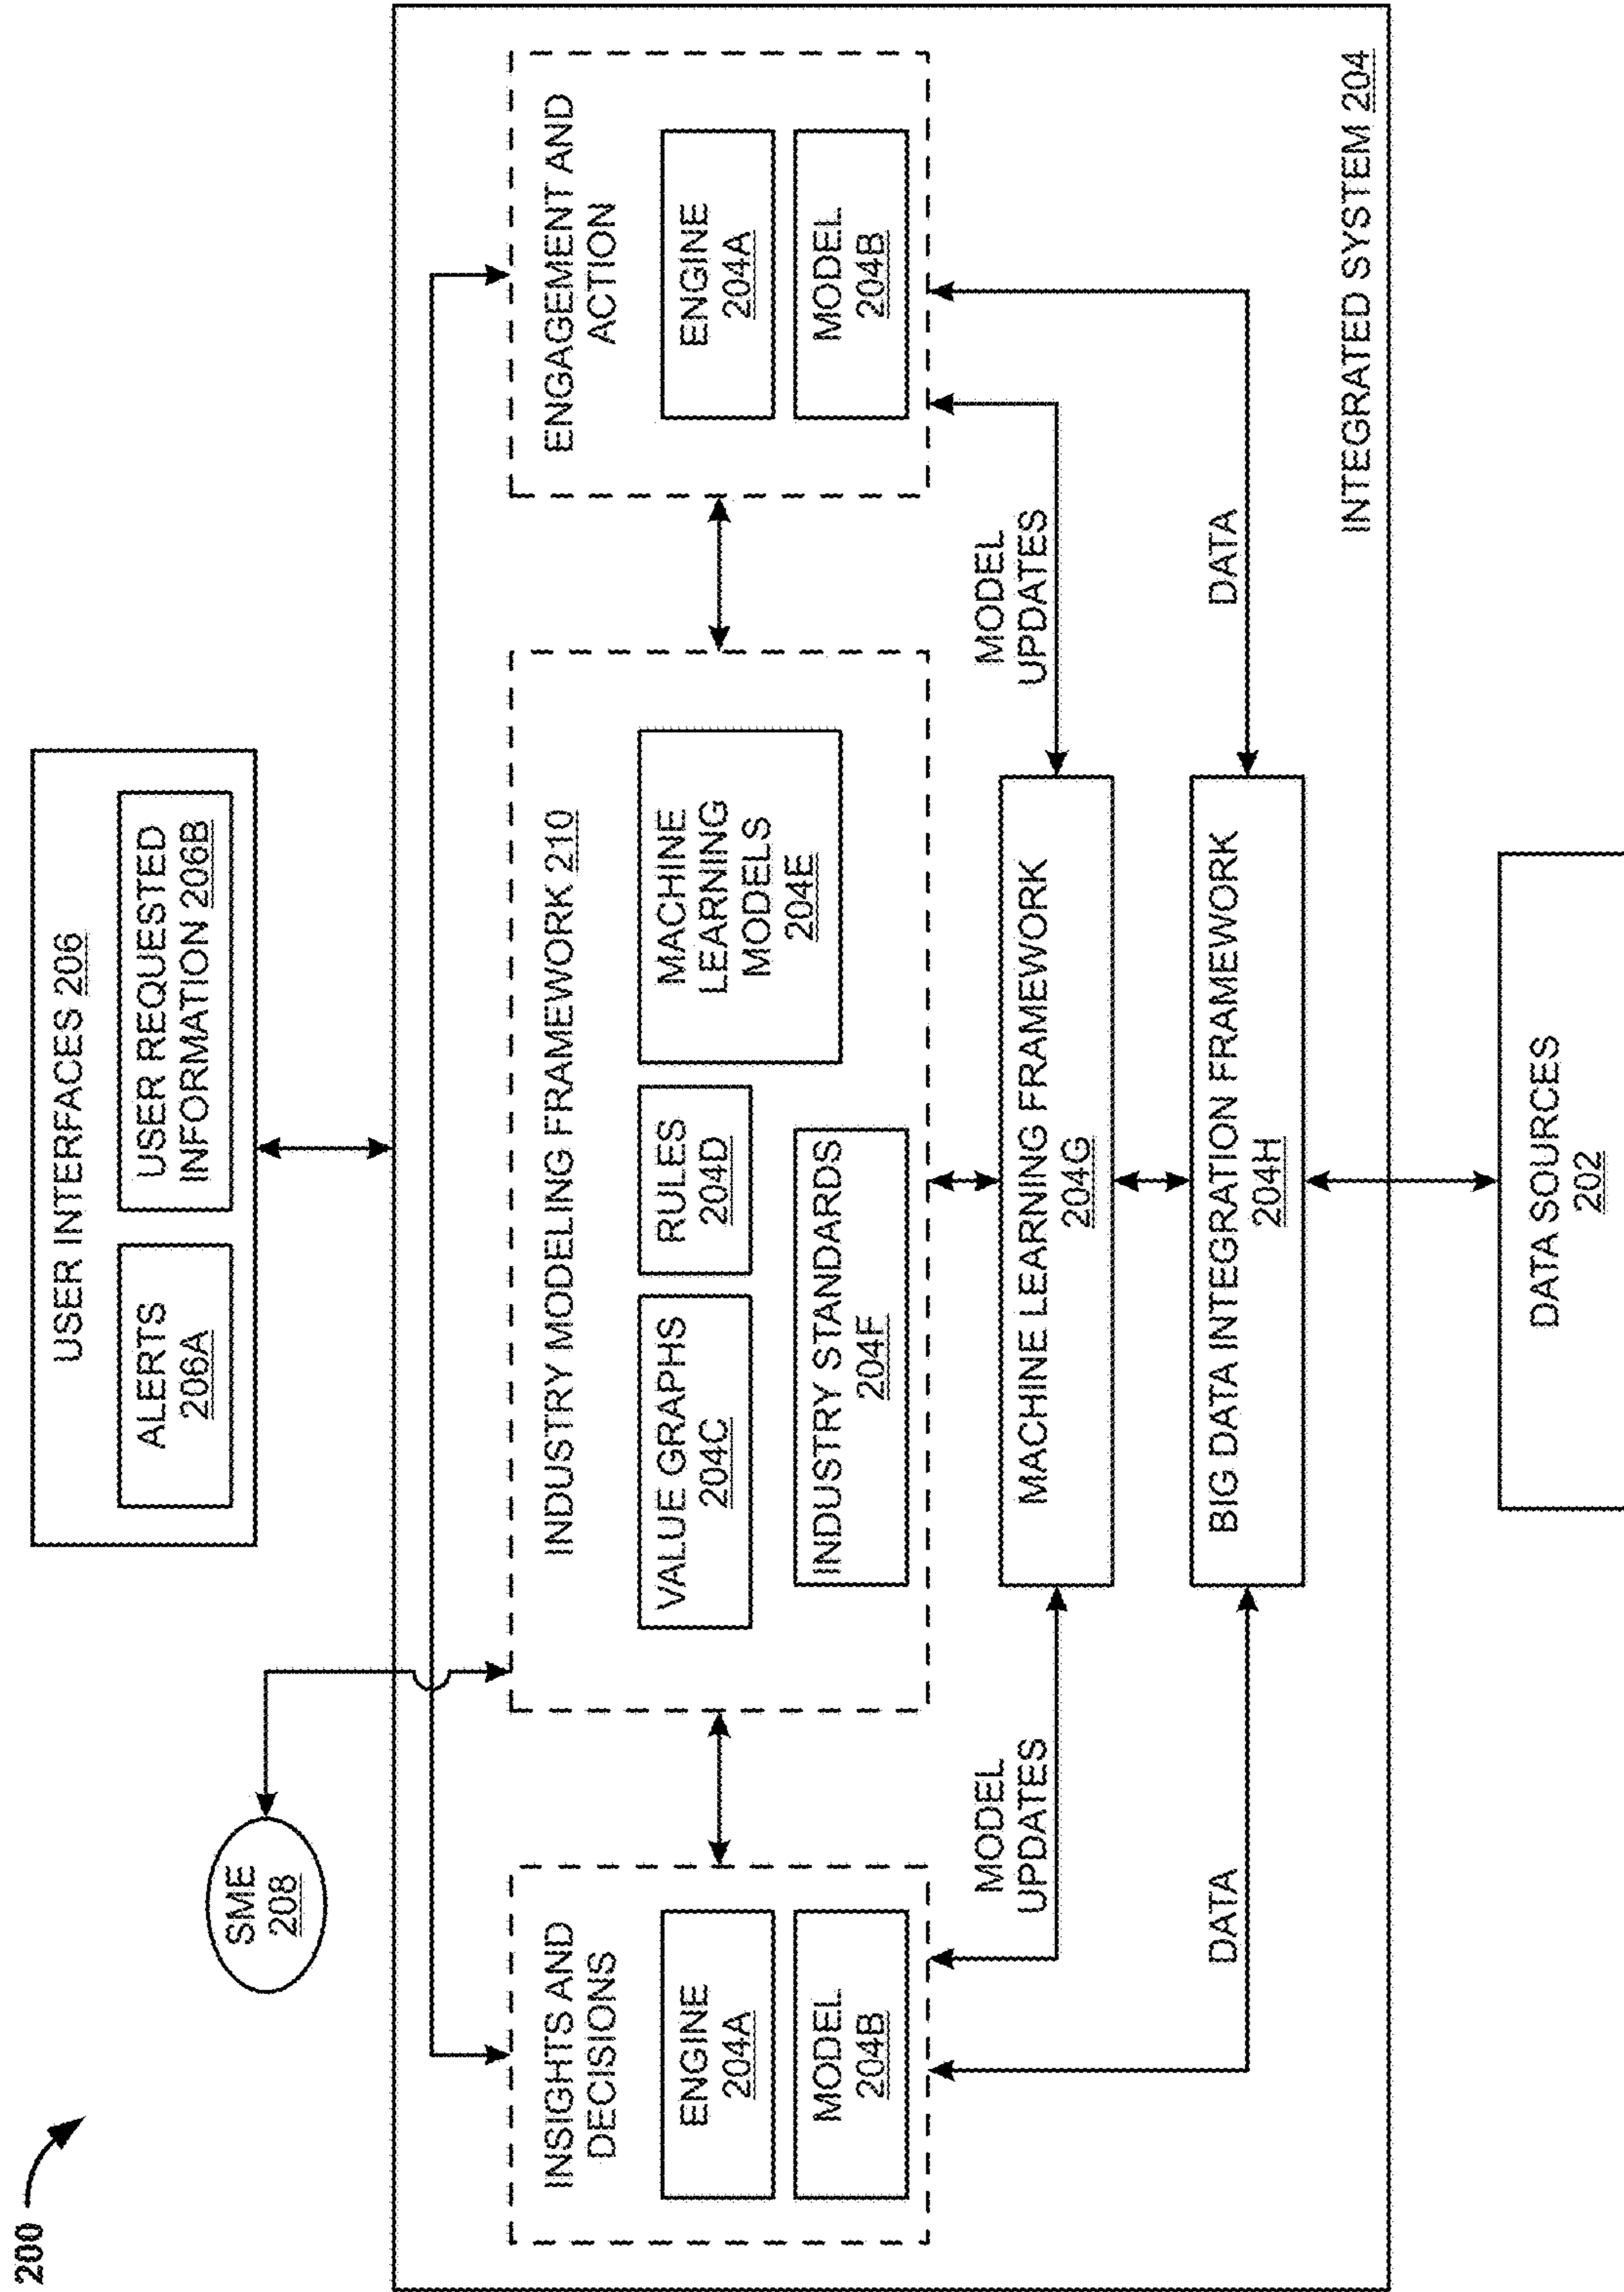 200
USER INTERFACES 206
ALERTS
206A
USER REQUESTED
INFORMATION 206B
SME
208
INSIGHTS AND
DECISIONS
ENGINE
204A
MODEL
204B
INDUSTRY MODELING FRAMEWORK 210
VALUE GRAPHS
204C
RULES
204D
MACHINE
LEARNING
MODELS
204E
INDUSTRY STANDARDS
204F
ENGAGEMENT AND
ACTION
ENGINE
204A
MODEL
204B
MODEL
UPDATES
MACHINE LEARNING FRAMEWORK
204G
MODEL
UPDATES
DATA
BIG DATA INTEGRATION FRAMEWORK
204H
DATA
INTEGRATED SYSTEM 204
DATA SOURCES
202